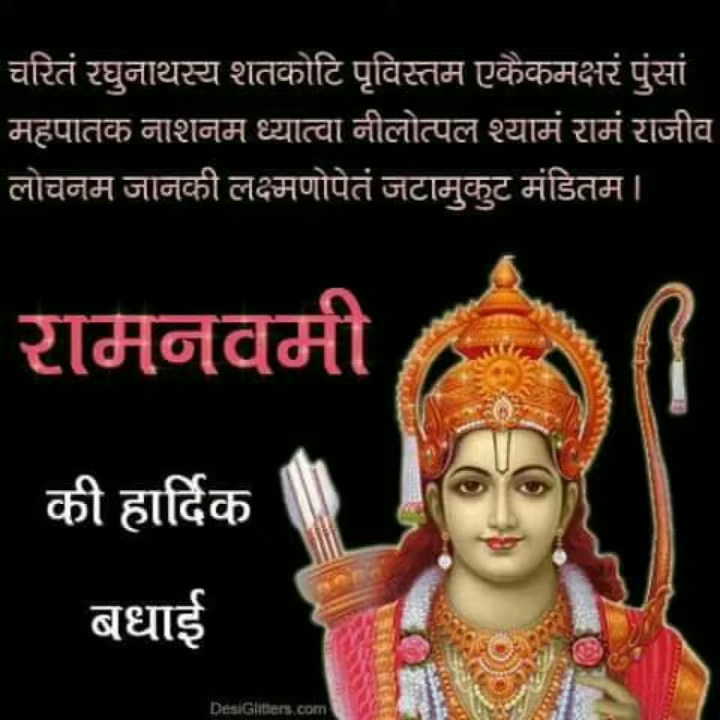 चरितं रघुनाथस्य शतकोटि पृविस्तम एकैकमक्षरं पुंसां
महपातक नाशनम ध्यात्वा नीलोत्पल श्यामं रामं राजीव
लोचनम जानकी लक्ष्मणोपेतं जटामुकुट मंडितम।
रामनवमी
की हार्दिक
बधाई
DesiGlitters.com